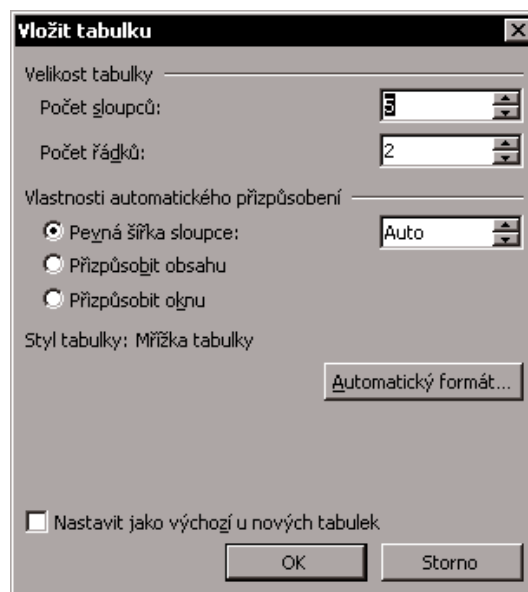 Vložit tabulku
Velikost tabulky
Počet sloupců: 5
Počet řádků: 2
Vlastnosti automatického přizpůsobení
Pevná šířka sloupce: Auto
Přizpůsobit obsahu
Přizpůsobit oknu
Styl tabulky: Mřížka tabulky
Automatický formát...
Nastavit jako výchozí u nových tabulek
OK Storno